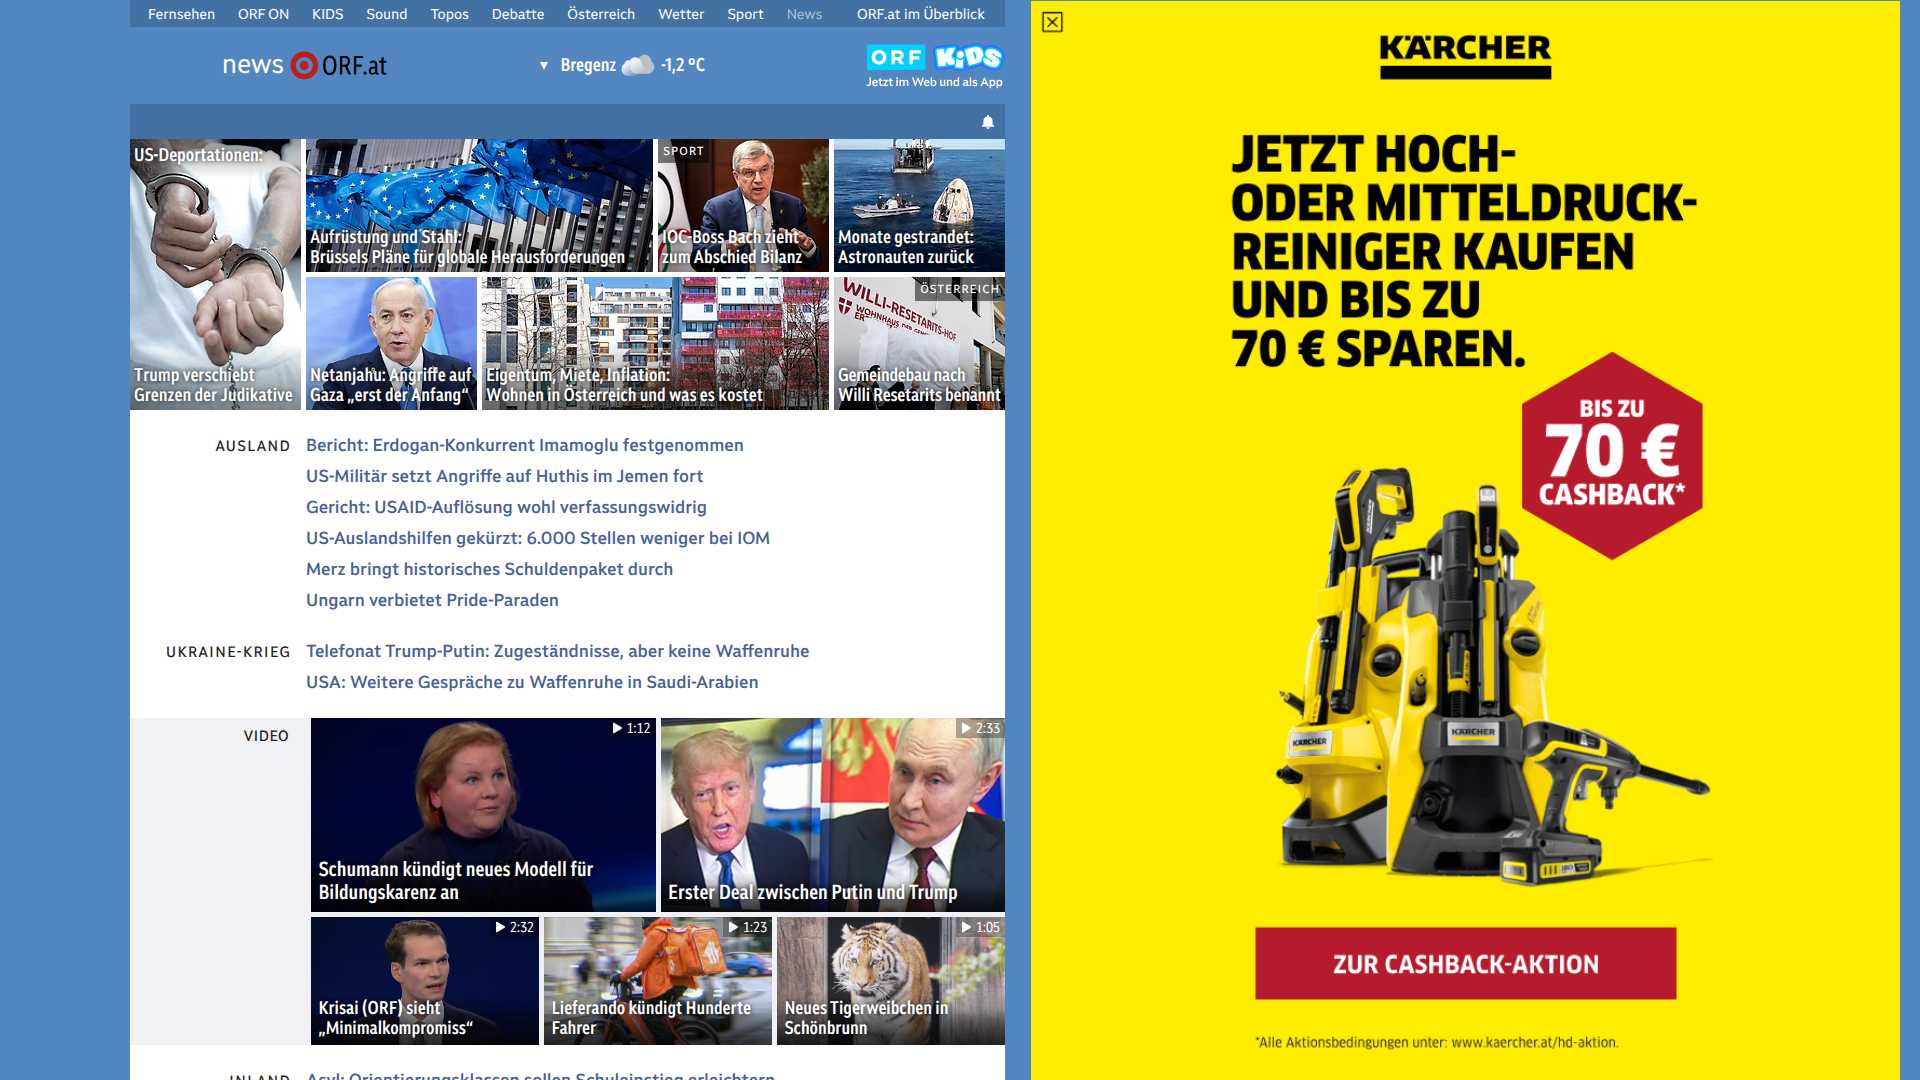 Fernsehen ORF ON KIDS Sound Topos Debatte Österreich Wetter Sport News ORF.at im Überblick
news ORF.at
▼ Bregenz -1,2 °C
ORF KiDS
Jetzt im Web und als App
US-Deportationen:
Trump verschiebt
Grenzen der Judikative
Aufrüstung und Stahl:
Brüssels Pläne für globale Herausforderungen
SPORT
IOC-Boss Bach zieht
zum Abschied Bilanz
Monate gestrandet:
Astronauten zurück
Netanjahu: Angriffe auf
Gaza „erst der Anfang“
Eigentum, Miete, Inflation:
Wohnen in Österreich und was es kostet
ÖSTERREICH
WILLI-RESETARITS-HOF
Gemeindebau nach
Willi Resetarits benannt
AUSLAND
Bericht: Erdogan-Konkurrent Imamoglu festgenommen
US-Militär setzt Angriffe auf Huthis im Jemen fort
Gericht: USAID-Auflösung wohl verfassungswidrig
US-Auslandshilfen gekürzt: 6.000 Stellen weniger bei IOM
Merz bringt historisches Schuldenpaket durch
Ungarn verbietet Pride-Paraden
UKRAINE-KRIEG
Telefonat Trump-Putin: Zugeständnisse, aber keine Waffenruhe
USA: Weitere Gespräche zu Waffenruhe in Saudi-Arabien
VIDEO
1:12
Schumann kündigt neues Modell für
Bildungskarenz an
2:33
Erster Deal zwischen Putin und Trump
2:32
Krisai (ORF) sieht
„Minimalkompromiss“
1:23
Lieferando kündigt Hunderte
Fahrer
1:05
Neues Tigerweibchen in
Schönbrunn
INLAND
Asyl: Orientierungsklassen sollen Schuleinstieg erleichtern
KÄRCHER
JETZT HOCH-
ODER MITTELDRUCK-
REINIGER KAUFEN
UND BIS ZU
70 € SPAREN.
BIS ZU
70 €
CASHBACK*
KÄRCHER
KÄRCHER
ZUR CASHBACK-AKTION
*Alle Aktionsbedingungen unter: www.kaercher.at/hd-aktion.